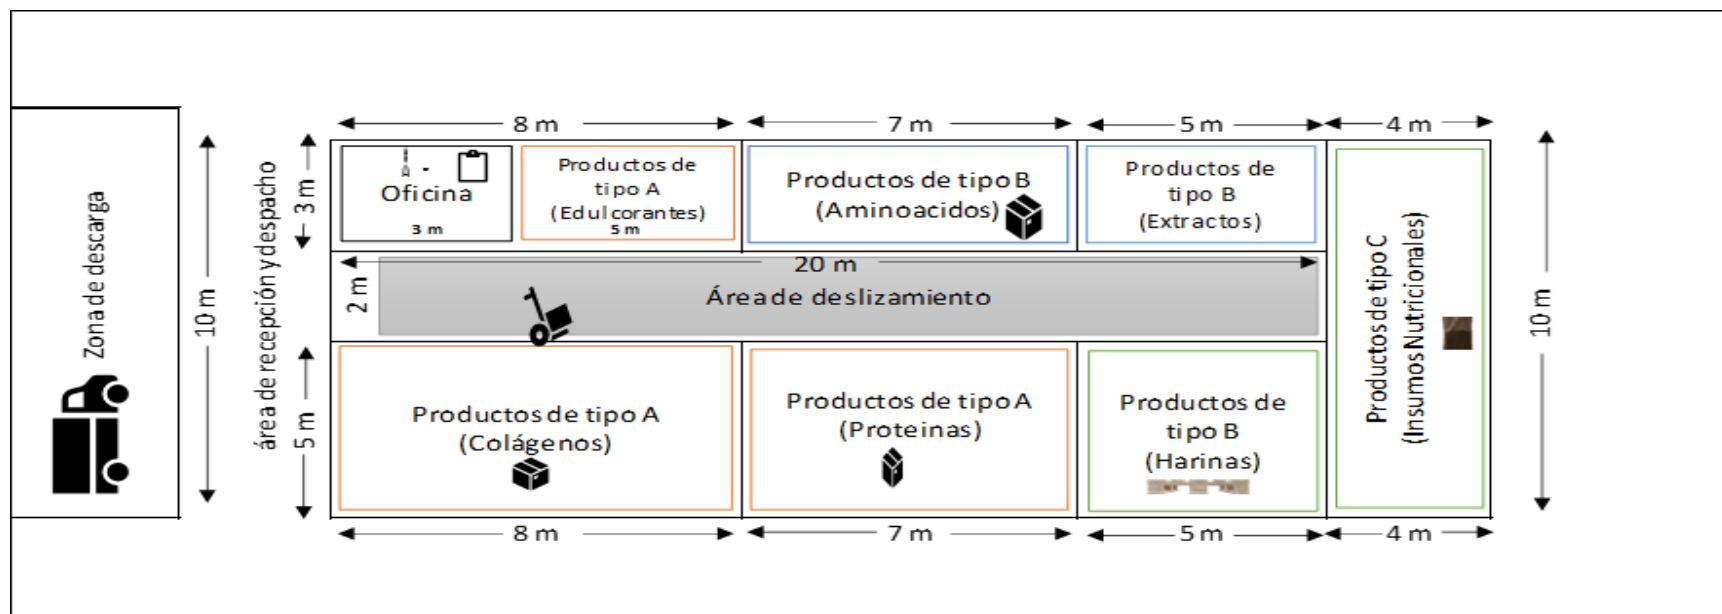 Zona de descarga
10 m
área de recepción y despacho
3 m
5 m
8 m
7 m
5 m
4 m
Oficina
3 m
Productos de
tipo A
(Edulcorantes)
5 m
Productos de tipo B
(Aminoacidos)
Productos de
tipo B
(Extractos)
20 m
2 m
Área de deslizamiento
Productos de tipo A
(Colágenos)
Productos de tipo A
(Proteinas)
Productos de
tipo B
(Harinas)
Productos de tipo C
(Insumos Nutricionales)
10 m
8 m
7 m
5 m
4 m